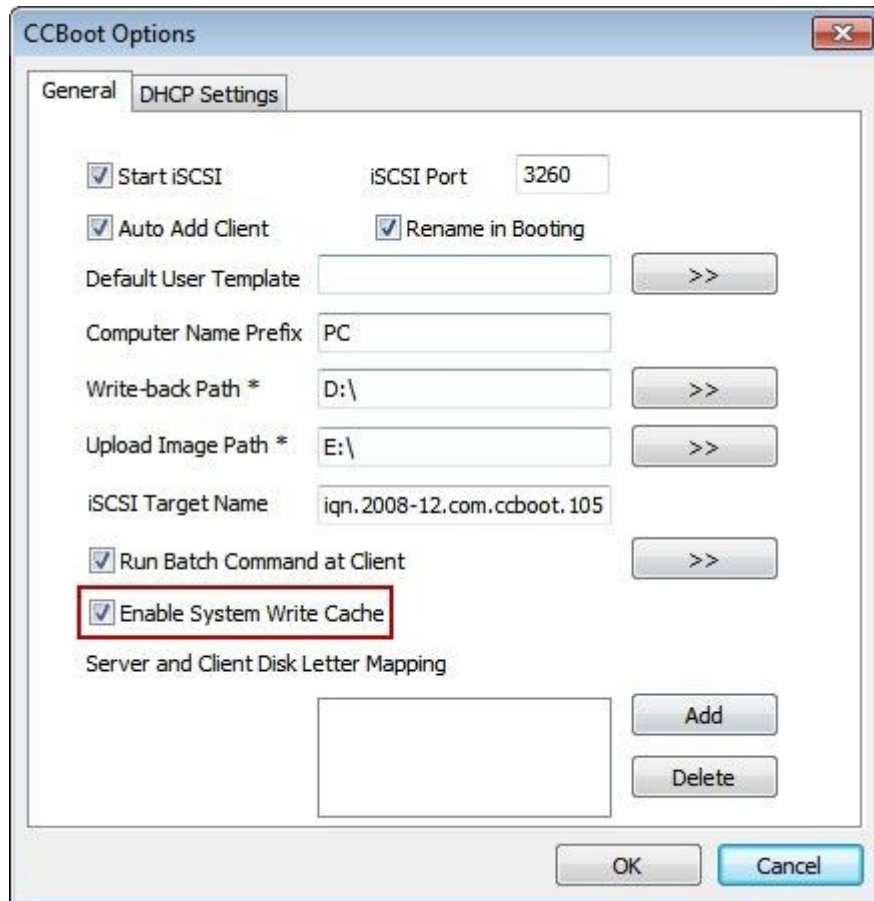 CCBoot Options
General DHCP Settings
Start iSCSI iSCSI Port 3260
Auto Add Client Rename in Booting
Default User Template >>
Computer Name Prefix PC
Write-back Path * D:\ >>
Upload Image Path * E:\ >>
iSCSI Target Name iqn.2008-12.com.ccboot.105
Run Batch Command at Client >>
Enable System Write Cache
Server and Client Disk Letter Mapping
Add
Delete
OK Cancel